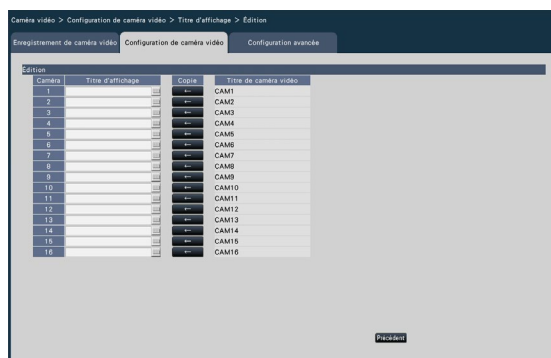 Caméra vidéo > Configuration de caméra vidéo > Titre d'affichage > Édition
Enregistrement de caméra vidéo Configuration de caméra vidéo Configuration avancée
Edition
Caméra Titre d'affichage Copie Titre de caméra vidéo
1 ← CAM1
2 ← CAM2
3 ← CAM3
4 ← CAM4
5 ← CAM5
6 ← CAM6
7 ← CAM7
8 ← CAM8
9 ← CAM9
10 ← CAM10
11 ← CAM11
12 ← CAM12
13 ← CAM13
14 ← CAM14
15 ← CAM15
16 ← CAM16
Précédent